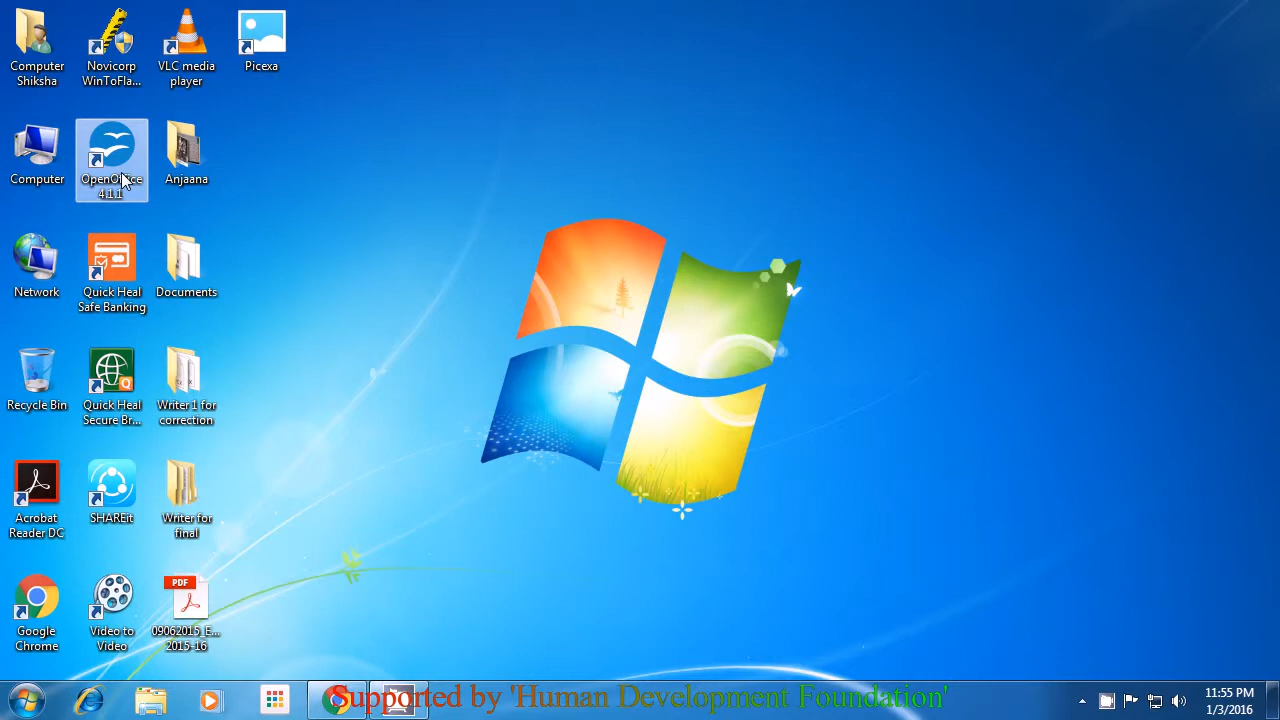 Computer
Shiksha
Novicorp
WinToFla...
VLC media
player
Picexa
Computer
OpenOffice
4.1.1
Anjaana
Network
Quick Heal
Safe Banking
Documents
Recycle Bin
Quick Heal
Secure Br...
Writer 1 for
correction
Acrobat
Reader DC
SHAREit
Writer for
final
Google
Chrome
Video to
Video
PDF
09062015_E...
2015-16
Supported by 'Human Development Foundation'
11:55 PM
1/3/2016